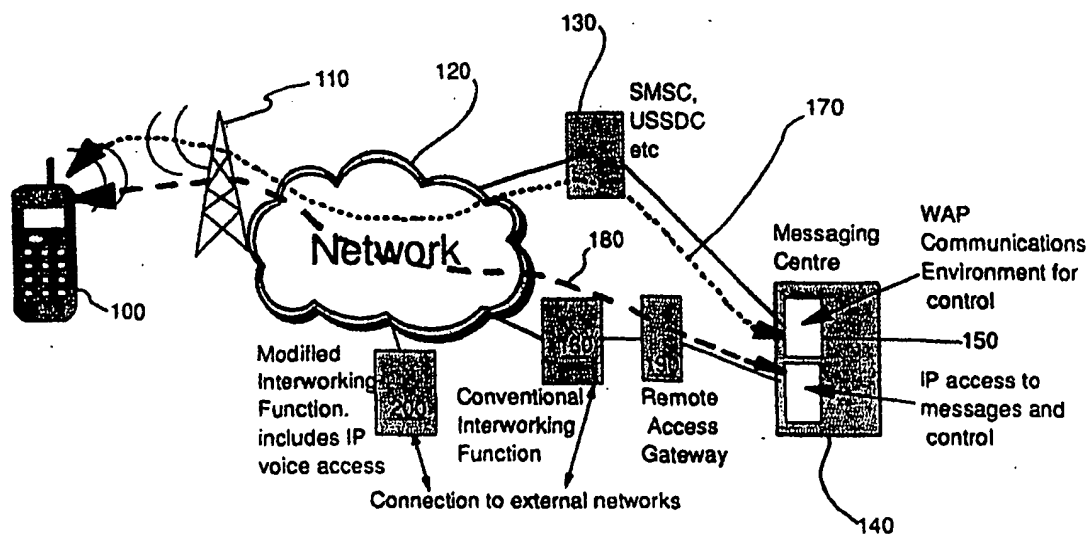 130
110
120
SMSC,
USSDC
etc
170
WAP
Communications
Environment for
control
Messaging
Centre
Network
180
100
150
160
190
200
Modified
Interworking
Function.
includes IP
voice access
Conventional
Interworking
Function
Remote
Access
Gateway
IP access to
messages and
control
Connection to external networks
140